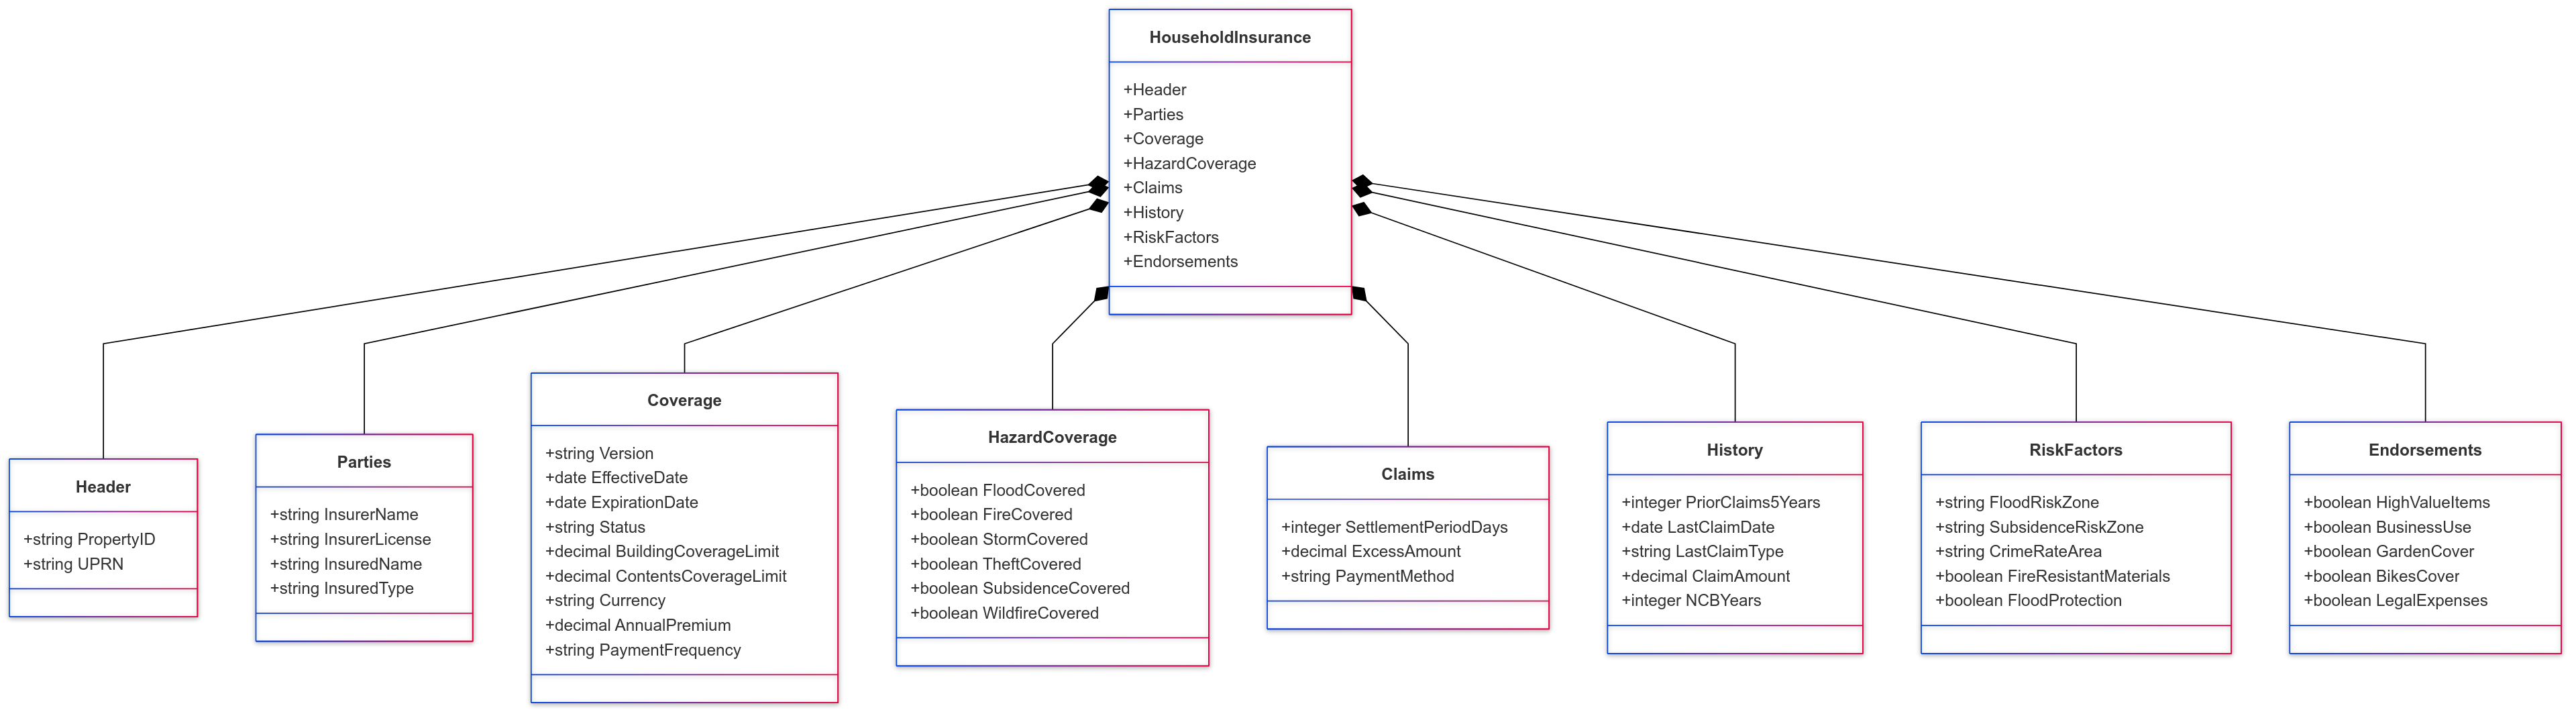 HouseholdInsurance
+Header
+Parties
+Coverage
+HazardCoverage
+Claims
+History
+RiskFactors
+Endorsements
Header
+string PropertyID
+string UPRN
Parties
+string InsurerName
+string InsurerLicense
+string InsuredName
+string InsuredType
Coverage
+string Version
+date EffectiveDate
+date ExpirationDate
+string Status
+decimal BuildingCoverageLimit
+decimal ContentsCoverageLimit
+string Currency
+decimal AnnualPremium
+string PaymentFrequency
HazardCoverage
+boolean FloodCovered
+boolean FireCovered
+boolean StormCovered
+boolean TheftCovered
+boolean SubsidenceCovered
+boolean WildfireCovered
Claims
+integer SettlementPeriodDays
+decimal ExcessAmount
+string PaymentMethod
History
+integer PriorClaims5Years
+date LastClaimDate
+string LastClaimType
+decimal ClaimAmount
+integer NCBYears
RiskFactors
+string FloodRiskZone
+string SubsidenceRiskZone
+string CrimeRateArea
+boolean FireResistantMaterials
+boolean FloodProtection
Endorsements
+boolean HighValueItems
+boolean BusinessUse
+boolean GardenCover
+boolean BikesCover
+boolean LegalExpenses